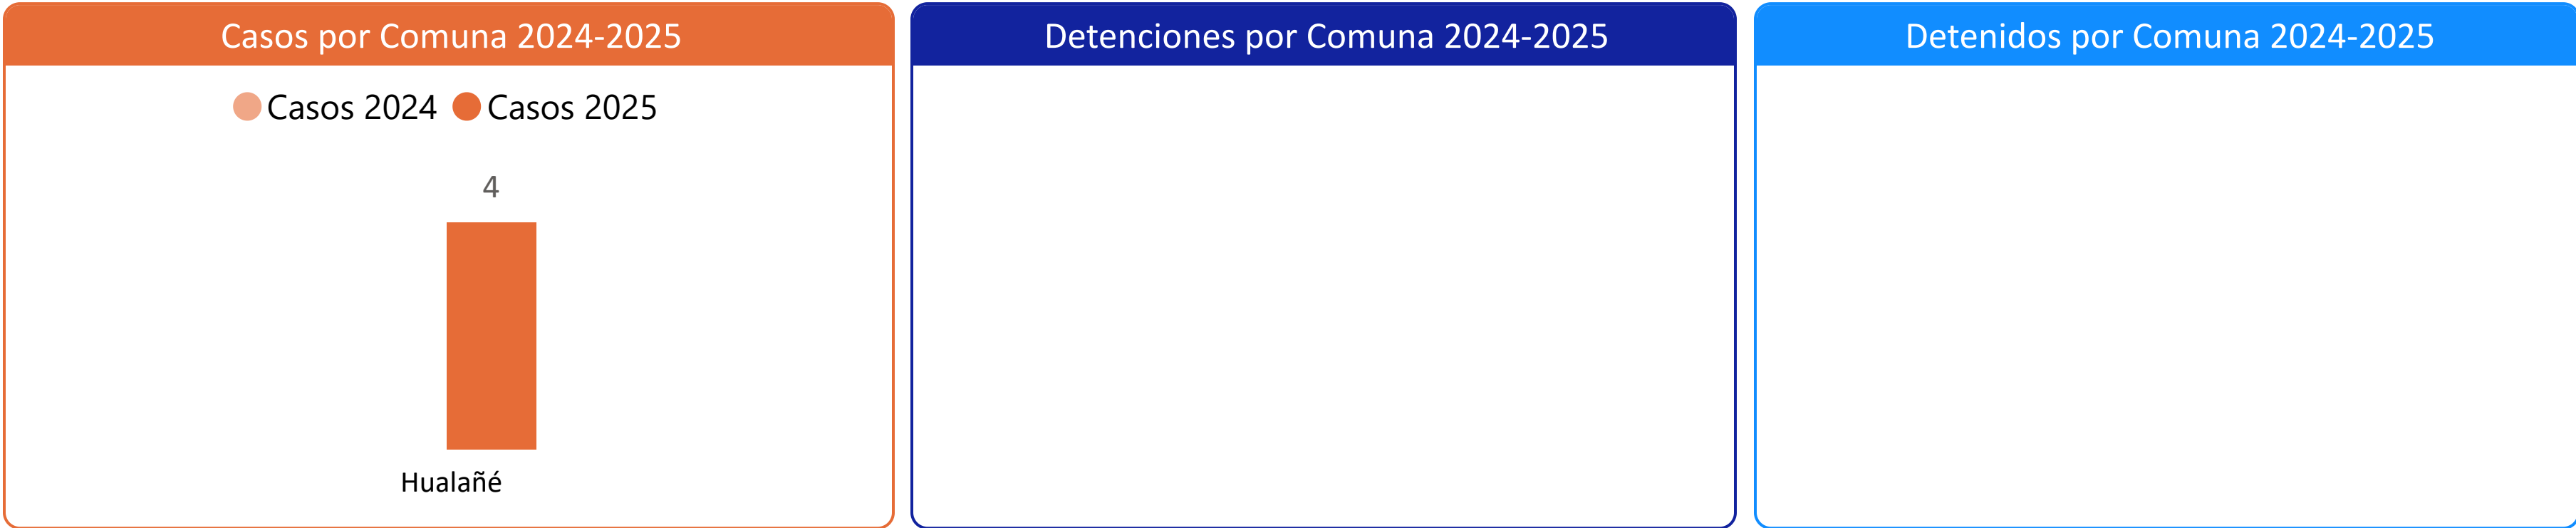 Casos por Comuna 2024-2025
Casos 2024 Casos 2025
4
Hualañé
Detenciones por Comuna 2024-2025
Detenidos por Comuna 2024-2025